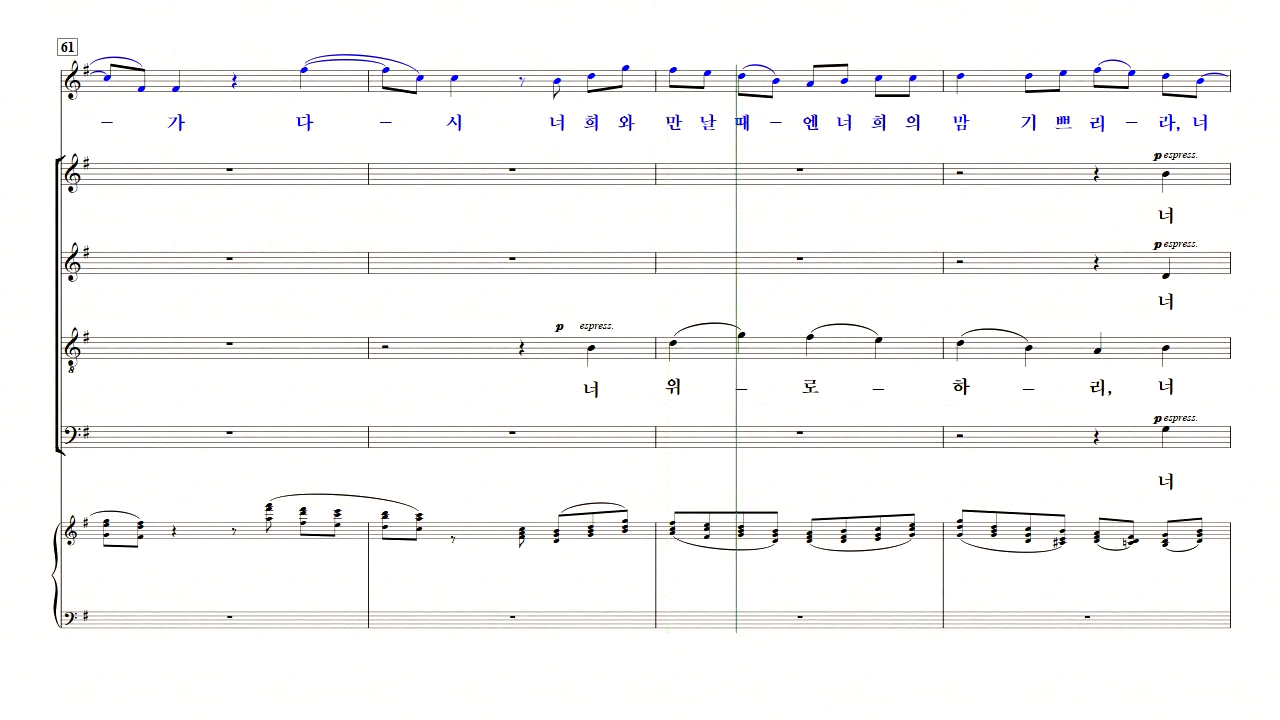 61
– 가 다 – 시 너 희 와 만 날 때 – 엔 너 희 의 맘 기 쁘 리 – 라, 너
p espress.
너
p espress.
너
p espress.
너 위 – 로 – 하 – 리, 너
p espress.
너